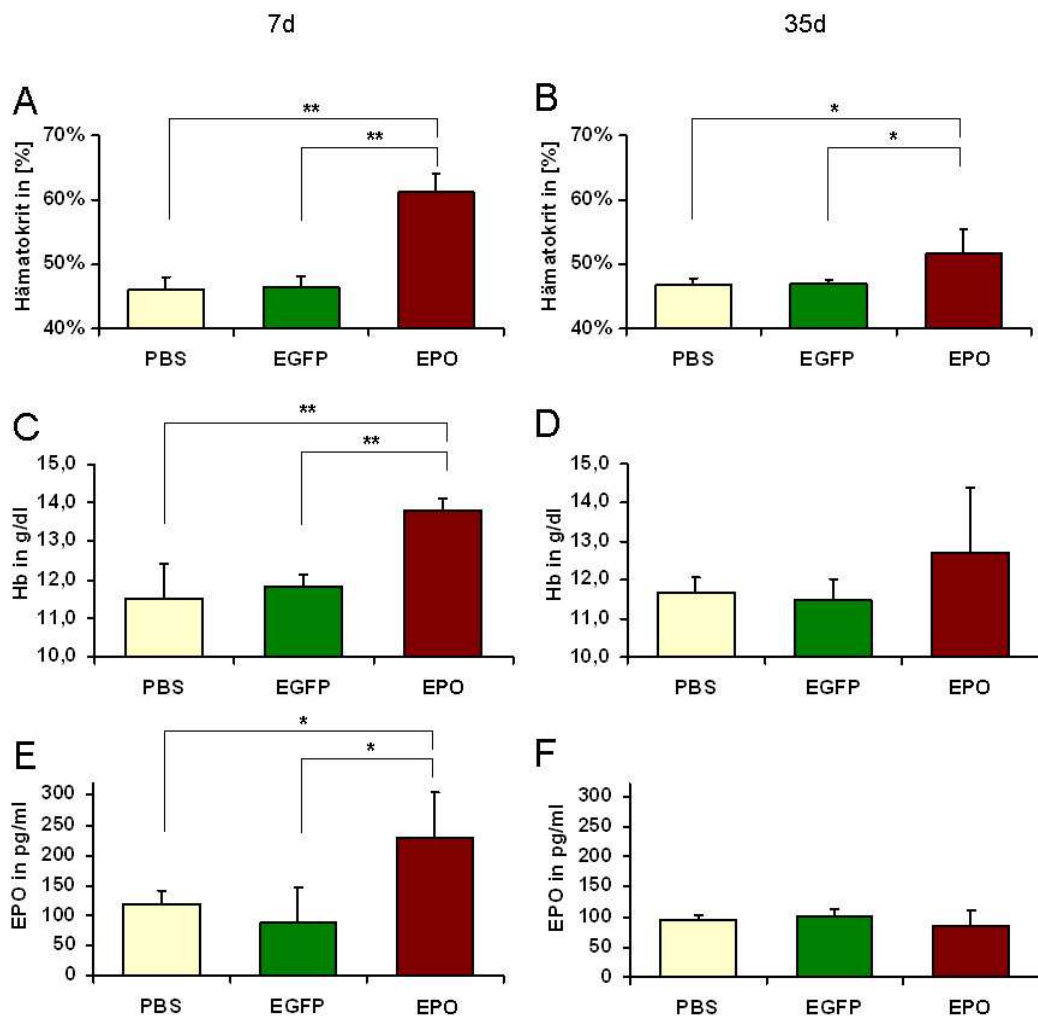 7d
35d
A
**
**
Hämatokrit in [%]
70%
60%
50%
40%
PBS EGFP EPO
B
*
*
Hämatokrit in [%]
70%
60%
50%
40%
PBS EGFP EPO
C
**
**
Hb in g/dl
15,0
14,0
13,0
12,0
11,0
10,0
PBS EGFP EPO
D
Hb in g/dl
15,0
14,0
13,0
12,0
11,0
10,0
PBS EGFP EPO
E
*
*
EPO in pg/ml
300
250
200
150
100
50
0
PBS EGFP EPO
F
EPO in pg/ml
300
250
200
150
100
50
0
PBS EGFP EPO